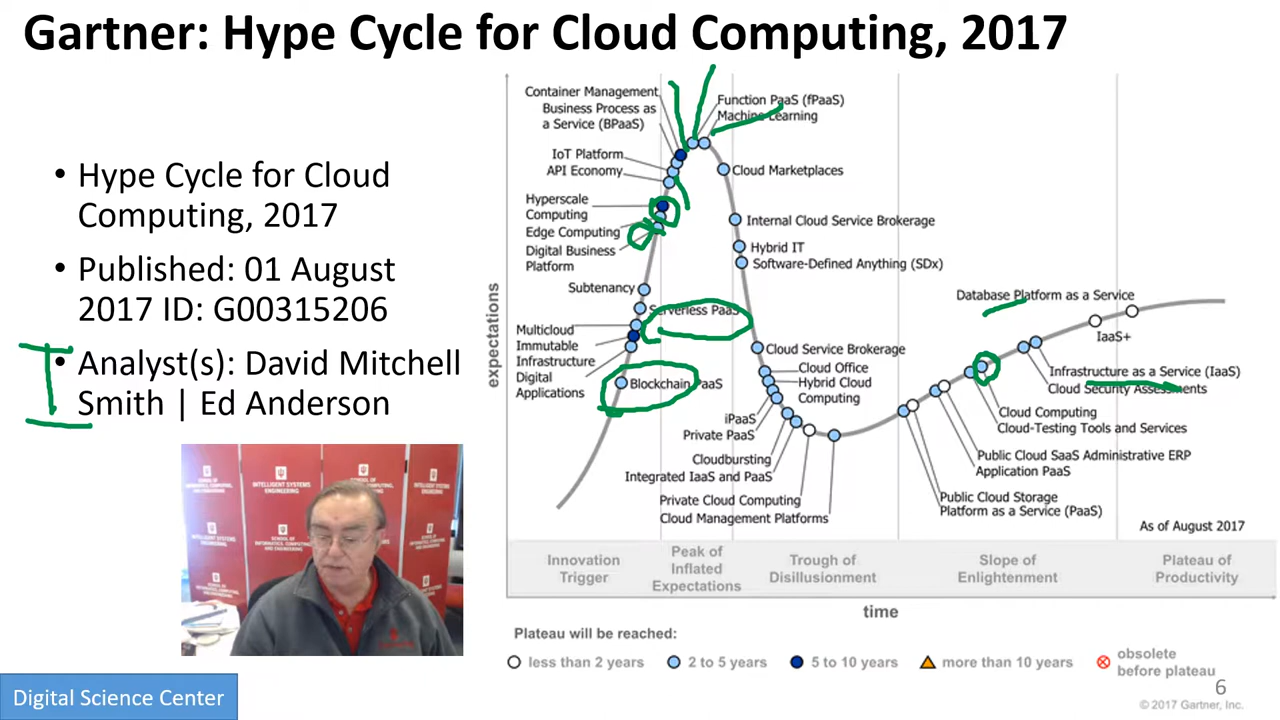 Gartner: Hype Cycle for Cloud Computing, 2017
• Hype Cycle for Cloud
Computing, 2017
• Published: 01 August
2017 ID: G00315206
• Analyst(s): David Mitchell
Smith | Ed Anderson
expectations
Container Management
Business Process as
a Service (BPaaS)
IoT Platform
API Economy
Hyperscale
Computing
Edge Computing
Digital Business
Platform
Subtenancy
Serverless PaaS
Multicloud
Immutable
Infrastructure
Digital
Applications
Blockchain PaaS
Function PaaS (fPaaS)
Machine Learning
Cloud Marketplaces
Internal Cloud Service Brokerage
Hybrid IT
Software-Defined Anything (SDx)
Cloud Service Brokerage
Cloud Office
Hybrid Cloud
Computing
iPaaS
Private PaaS
Cloudbursting
Integrated IaaS and PaaS
Private Cloud Computing
Cloud Management Platforms
Database Platform as a Service
IaaS+
Infrastructure as a Service (IaaS)
Cloud Security Assessments
Cloud Computing
Cloud-Testing Tools and Services
Public Cloud SaaS Administrative ERP
Application PaaS
Public Cloud Storage
Platform as a Service (PaaS)
As of August 2017
Innovation
Trigger
Peak of
Inflated
Expectations
Trough of
Disillusionment
Slope of
Enlightenment
Plateau of
Productivity
time
Plateau will be reached:
less than 2 years
2 to 5 years
5 to 10 years
more than 10 years
obsolete
before plateau
6
© 2017 Gartner, Inc.
INTELLIGENT SYSTEMS
ENGINEERING
SCHOOL OF
INFORMATICS, COMPUTING,
AND ENGINEERING
Digital Science Center